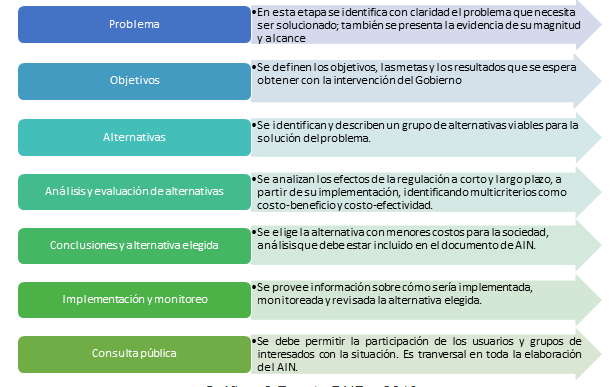 Problema
•En esta etapa se identifica con claridad el problema que necesita
ser solucionado; también se presenta la evidencia de su magnitud
y alcance
Objetivos
•Se definen los objetivos, las metas y los resultados que se espera
obtener con la intervención del Gobierno
Alternativas
•Se identifican y describen un grupo de alternativas viables para la
solución del problema.
Análisis y evaluación de alternativas
•Se analizan los efectos de la regulación a corto y largo plazo, a
partir de su implementación, identificando multicriterios como
costo-beneficio y costo-efectividad.
Conclusiones y alternativa elegida
•Se elige la alternativa con menores costos para la sociedad,
análisis que debe estar incluido en el documento de AIN.
Implementación y monitoreo
•Se provee información sobre cómo sería implementada,
monitoreada y revisada la alternativa elegida.
Consulta pública
•Se debe permitir la participación de los usuarios y grupos de
interesados con la situación. Es tranversal en toda la elaboración
del AIN.